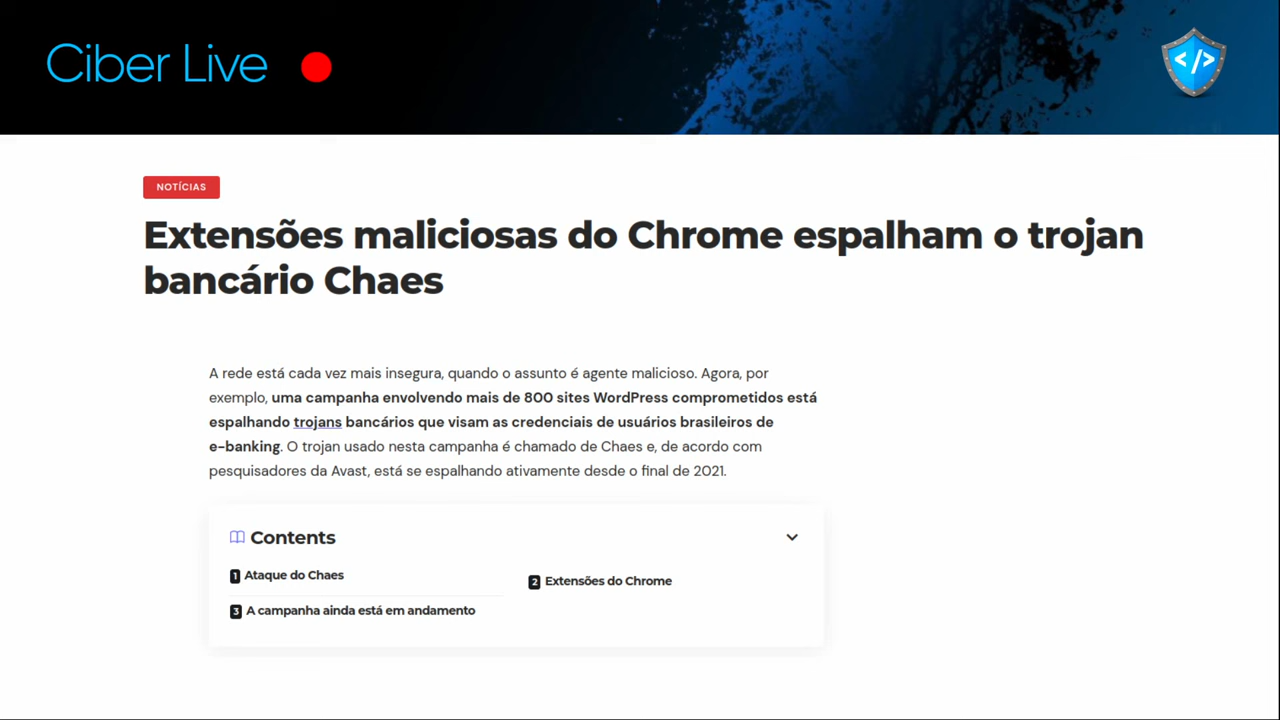 Ciber Live
</>
NOTÍCIAS
Extensões maliciosas do Chrome espalham o trojan
bancário Chaes
A rede está cada vez mais insegura, quando o assunto é agente malicioso. Agora, por
exemplo, uma campanha envolvendo mais de 800 sites WordPress comprometidos está
espalhando trojans bancários que visam as credenciais de usuários brasileiros de
e-banking. O trojan usado nesta campanha é chamado de Chaes e, de acordo com
pesquisadores da Avast, está se espalhando ativamente desde o final de 2021.
Contents
1 Ataque do Chaes
2 Extensões do Chrome
3 A campanha ainda está em andamento